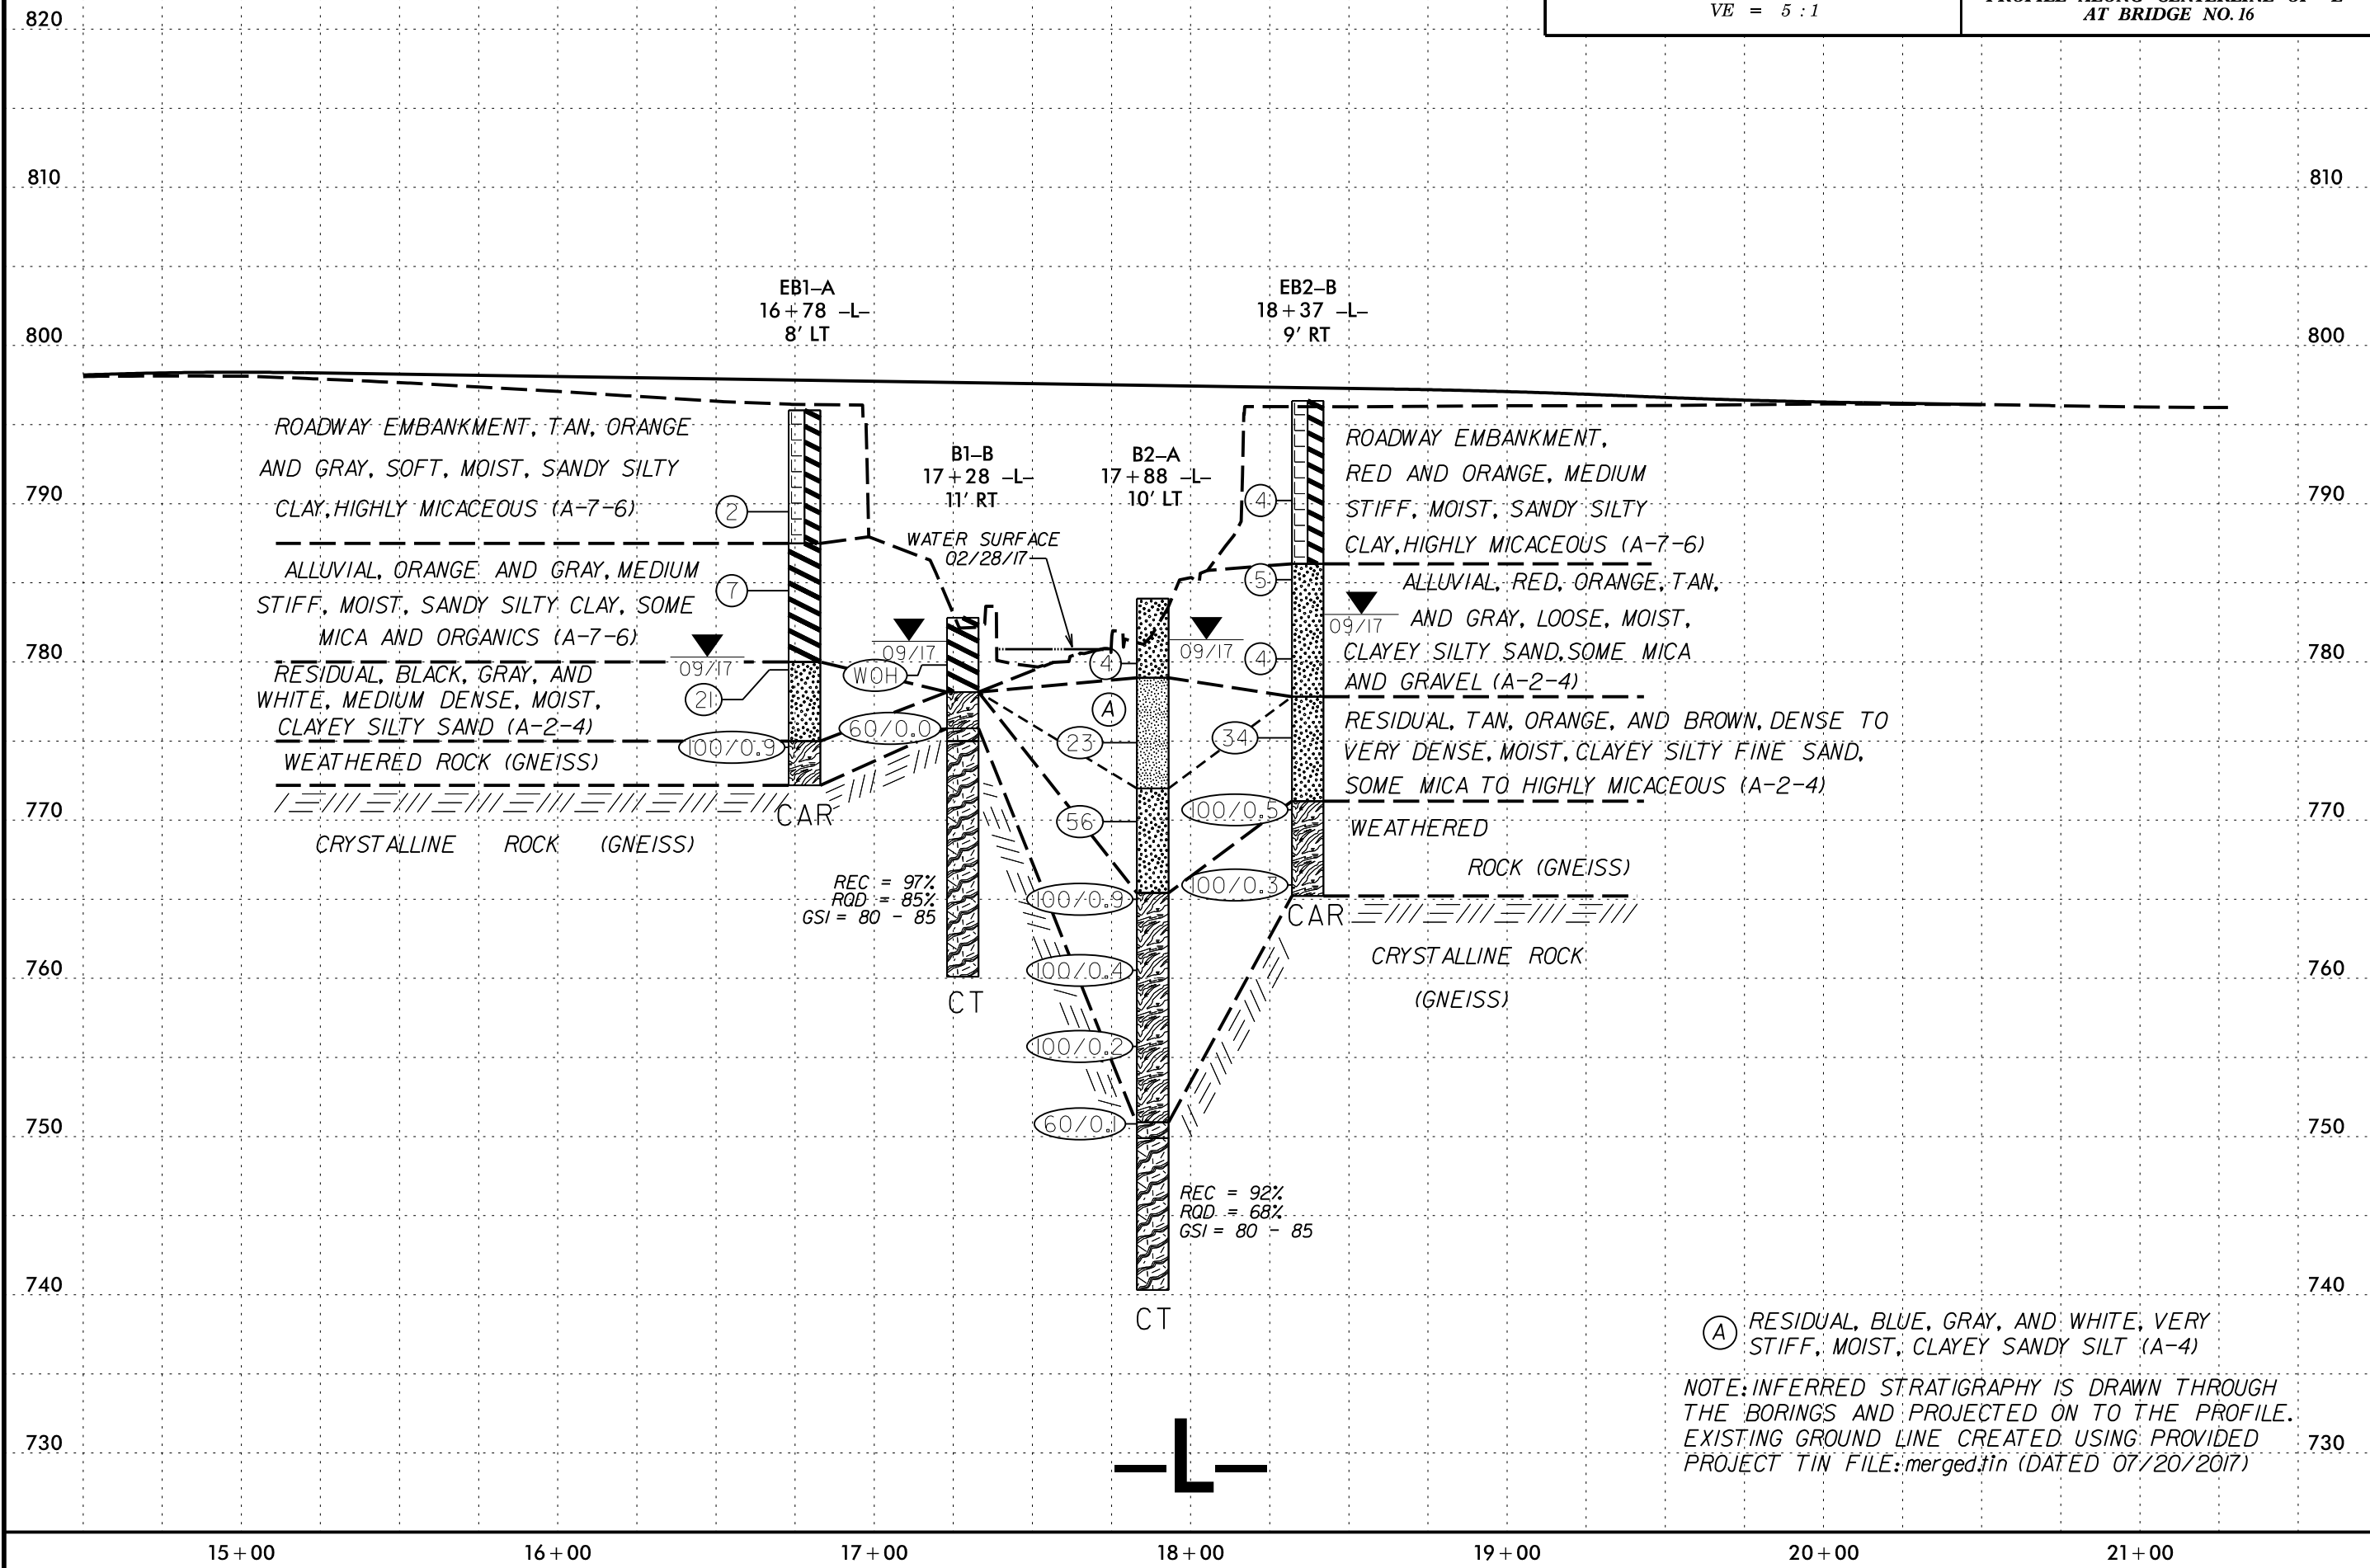 VE = 5 : 1
AT BRIDGE NO. 16
820
810
810
EB1–A
16+78 –L–
8' LT
EB2–B
18+37 –L–
9' RT
800
800
ROADWAY EMBANKMENT, TAN, ORANGE
AND GRAY, SOFT, MOIST, SANDY SILTY
CLAY, HIGHLY MICACEOUS (A-7-6)
2
B1–B
17+28 –L–
11' RT
B2–A
17+88 –L–
10' LT
ROADWAY EMBANKMENT,
RED AND ORANGE, MEDIUM
STIFF, MOIST, SANDY SILTY
CLAY, HIGHLY MICACEOUS (A-7-6)
4
790
790
WATER SURFACE
02/28/17
ALLUVIAL, ORANGE AND GRAY, MEDIUM
STIFF, MOIST, SANDY SILTY CLAY, SOME
MICA AND ORGANICS (A-7-6)
7
5
ALLUVIAL, RED, ORANGE, TAN,
AND GRAY, LOOSE, MOIST,
CLAYEY SILTY SAND, SOME MICA
AND GRAVEL (A-2-4)
09/17
09/17
09/17
09/17
780
780
WOH
4
4
RESIDUAL, BLACK, GRAY, AND
WHITE, MEDIUM DENSE, MOIST,
CLAYEY SILTY SAND (A-2-4)
21
A
60/0.0
23
34
RESIDUAL, TAN, ORANGE, AND BROWN, DENSE TO
VERY DENSE, MOIST, CLAYEY SILTY FINE SAND,
SOME MICA TO HIGHLY MICACEOUS (A-2-4)
100/0.9
WEATHERED ROCK (GNEISS)
770
770
CAR
56
100/0.5
WEATHERED
ROCK (GNEISS)
CRYSTALLINE ROCK (GNEISS)
REC = 97%
RQD = 85%
GSI = 80 - 85
100/0.9
100/0.3
CAR
CRYSTALLINE ROCK
(GNEISS)
760
760
100/0.4
CT
100/0.2
60/0.1
750
750
REC = 92%
RQD = 68%
GSI = 80 - 85
740
740
CT
A RESIDUAL, BLUE, GRAY, AND WHITE, VERY
STIFF, MOIST, CLAYEY SANDY SILT (A-4)
NOTE: INFERRED STRATIGRAPHY IS DRAWN THROUGH
THE BORINGS AND PROJECTED ON TO THE PROFILE.
EXISTING GROUND LINE CREATED USING PROVIDED
PROJECT TIN FILE: merged.tin (DATED 07/20/2017)
730
730
–L–
15+00 16+00 17+00 18+00 19+00 20+00 21+00